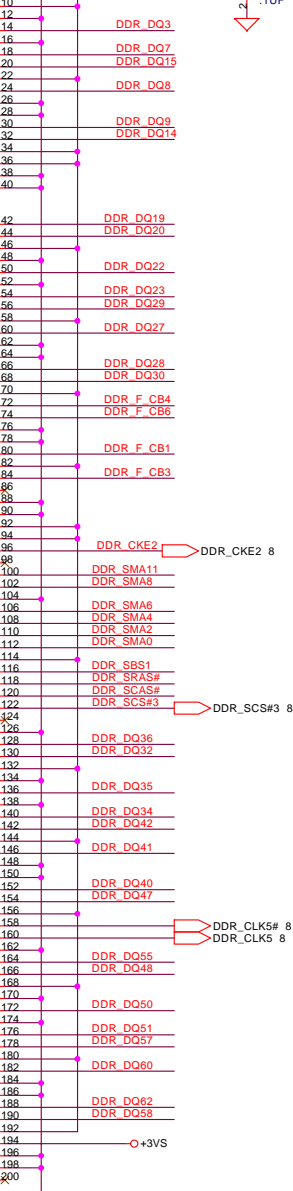 10
2
12
14 DDR_DQ3
16
18 DDR_DQ7
20 DDR_DQ15
22
24 DDR_DQ8
26
28
30 DDR_DQ9
32 DDR_DQ14
34
36
38
40
42 DDR_DQ19
44 DDR_DQ20
46
48
50 DDR_DQ22
52
54 DDR_DQ23
56 DDR_DQ29
58
60 DDR_DQ27
62
64
66 DDR_DQ28
68 DDR_DQ30
70
72 DDR_F_CB4
74 DDR_F_CB6
76
78
80 DDR_F_CB1
82
84 DDR_F_CB3
86
88
90
92
94
96 DDR_CKE2 DDR_CKE2 8
98
100 DDR_SMA11
102 DDR_SMA8
104
106 DDR_SMA6
108 DDR_SMA4
110 DDR_SMA2
112 DDR_SMA0
114
116 DDR_SBS1
118 DDR_SRAS#
120 DDR_SCAS#
122 DDR_SCS#3 DDR_SCS#3 8
124
126
128 DDR_DQ36
130 DDR_DQ32
132
134
136 DDR_DQ35
138
140 DDR_DQ34
142 DDR_DQ42
144
146 DDR_DQ41
148
150
152 DDR_DQ40
154 DDR_DQ47
156
158 DDR_CLK5# 8
160 DDR_CLK5 8
162
164 DDR_DQ55
166 DDR_DQ48
168
170
172 DDR_DQ50
174
176 DDR_DQ51
178 DDR_DQ57
180
182 DDR_DQ60
184
186
188 DDR_DQ62
190 DDR_DQ58
192
194 +3VS
196
198
200